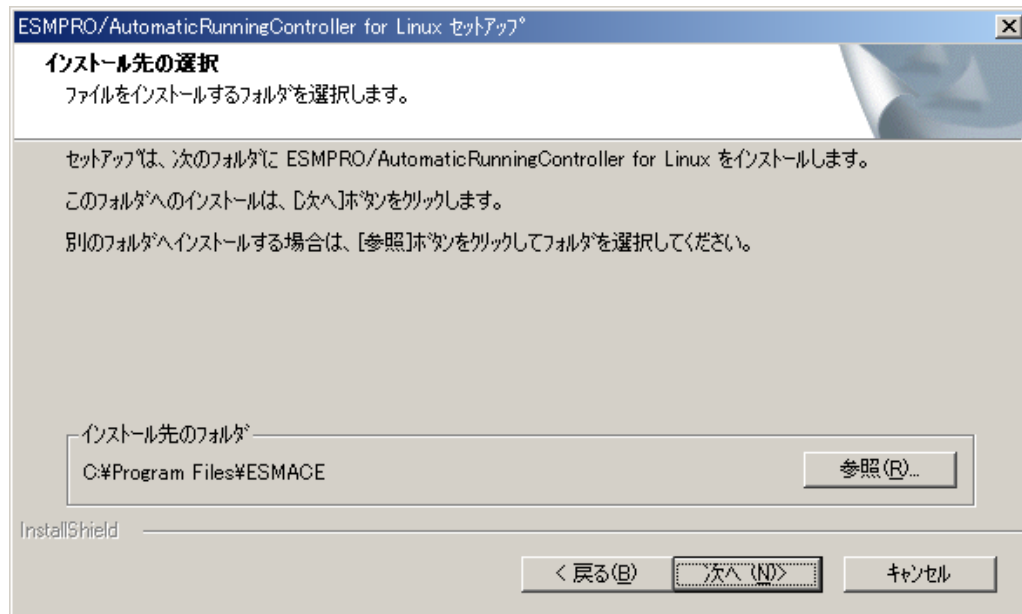 ESMPRO/AutomaticRunningController for Linux セットアップ
インストール先の選択
ファイルをインストールするフォルダを選択します。
セットアップは、次のフォルダに ESMPRO/AutomaticRunningController for Linux をインストールします。
このフォルダへのインストールは、[次へ]ボタンをクリックします。
別のフォルダへインストールする場合は、[参照]ボタンをクリックしてフォルダを選択してください。
インストール先のフォルダ
C:¥Program Files¥ESMACE
参照(R)...
InstallShield
< 戻る(B)
次へ (N)>
キャンセル